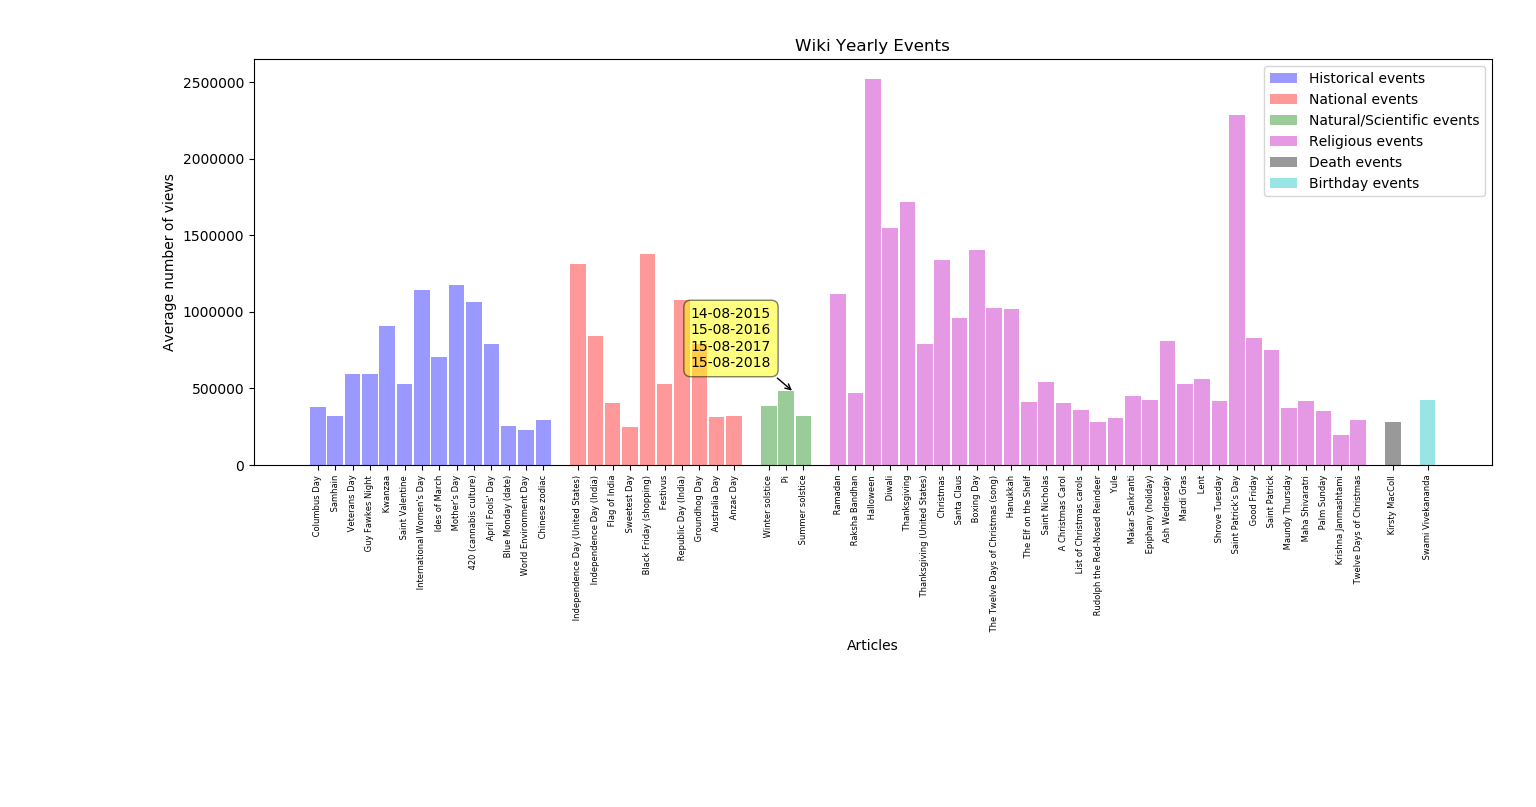 Wiki Yearly Events
Average number of views
2500000
2000000
1500000
1000000
500000
0
Historical events
National events
Natural/Scientific events
Religious events
Death events
Birthday events
14-08-2015
15-08-2016
15-08-2017
15-08-2018
Columbus Day
Samhain
Veterans Day
Guy Fawkes Night
Kwanzaa
Saint Valentine
International Women's Day
Ides of March
Mother's Day
420 (cannabis culture)
April Fools' Day
Blue Monday (date)
World Environment Day
Chinese zodiac
Independence Day (United States)
Independence Day (India)
Flag of India
Sweetest Day
Black Friday (shopping)
Festivus
Republic Day (India)
Groundhog Day
Australia Day
Anzac Day
Winter solstice
Pi
Summer solstice
Ramadan
Raksha Bandhan
Halloween
Diwali
Thanksgiving
Thanksgiving (United States)
Christmas
Santa Claus
Boxing Day
The Twelve Days of Christmas (song)
Hanukkah
The Elf on the Shelf
Saint Nicholas
A Christmas Carol
List of Christmas carols
Rudolph the Red-Nosed Reindeer
Yule
Makar Sankranti
Epiphany (holiday)
Ash Wednesday
Mardi Gras
Lent
Shrove Tuesday
Saint Patrick's Day
Good Friday
Saint Patrick
Maundy Thursday
Maha Shivaratri
Palm Sunday
Krishna Janmashtami
Twelve Days of Christmas
Kirsty MacColl
Swami Vivekananda
Articles